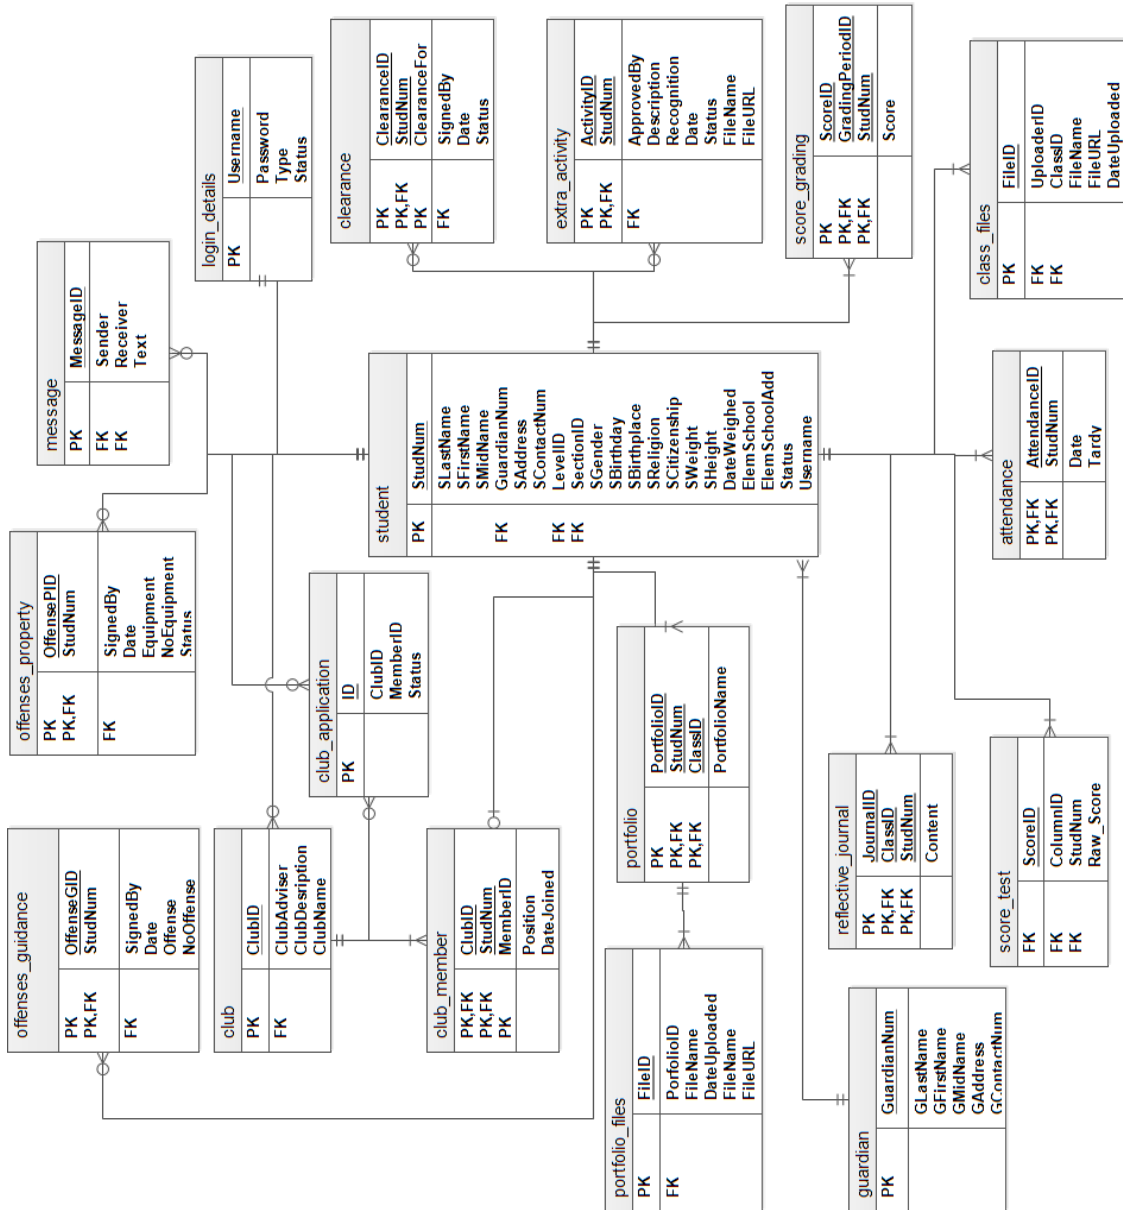 message
PK MessageID
FK Sender
FK Receiver
Text
login_details
PK Username
Password
Type
Status
clearance
PK ClearanceID
PK,FK StudNum
PK ClearanceFor
FK SignedBy
Date
Status
extra_activity
PK ActivityID
PK,FK StudNum
FK ApprovedBy
Description
Recognition
Date
Status
FileName
FileURL
score_grading
PK ScoreID
PK,FK GradingPeriodID
PK,FK StudNum
Score
class_files
PK FileID
FK UploaderID
FK ClassID
FileName
FileURL
DateUploaded
offenses_property
PK OffensePID
PK,FK StudNum
FK SignedBy
Date
Equipment
NoEquipment
Status
student
PK StudNum
SLastName
SFirstName
SMidName
FK GuardianNum
SAddress
SContactNum
FK LevelID
FK SectionID
SGender
SBirthday
SBirthplace
SReligion
SCitizenship
SWeight
SHeight
DateWeighed
ElemSchool
ElemSchoolAdd
Status
Username
attendance
PK,FK AttendanceID
PK,FK StudNum
Date
Tardy
club_application
PK ID
ClubID
MemberID
Status
offenses_guidance
PK OffenseGID
PK,FK StudNum
FK SignedBy
Date
Offense
NoOffense
club
PK ClubID
FK ClubAdviser
ClubDesription
ClubName
club_member
PK,FK ClubID
PK,FK StudNum
PK MemberID
Position
DateJoined
portfolio
PK PortfolioID
PK,FK StudNum
PK,FK ClassID
PortfolioName
reflective_journal
PK JournalID
PK,FK ClassID
PK,FK StudNum
Content
score_test
FK ScoreID
FK ColumnID
FK StudNum
Raw_Score
portfolio_files
PK FileID
FK PorfolioID
FileName
DateUploaded
FileName
FileURL
guardian
PK GuardianNum
GLastName
GFirstName
GMidName
GAddress
GContactNum